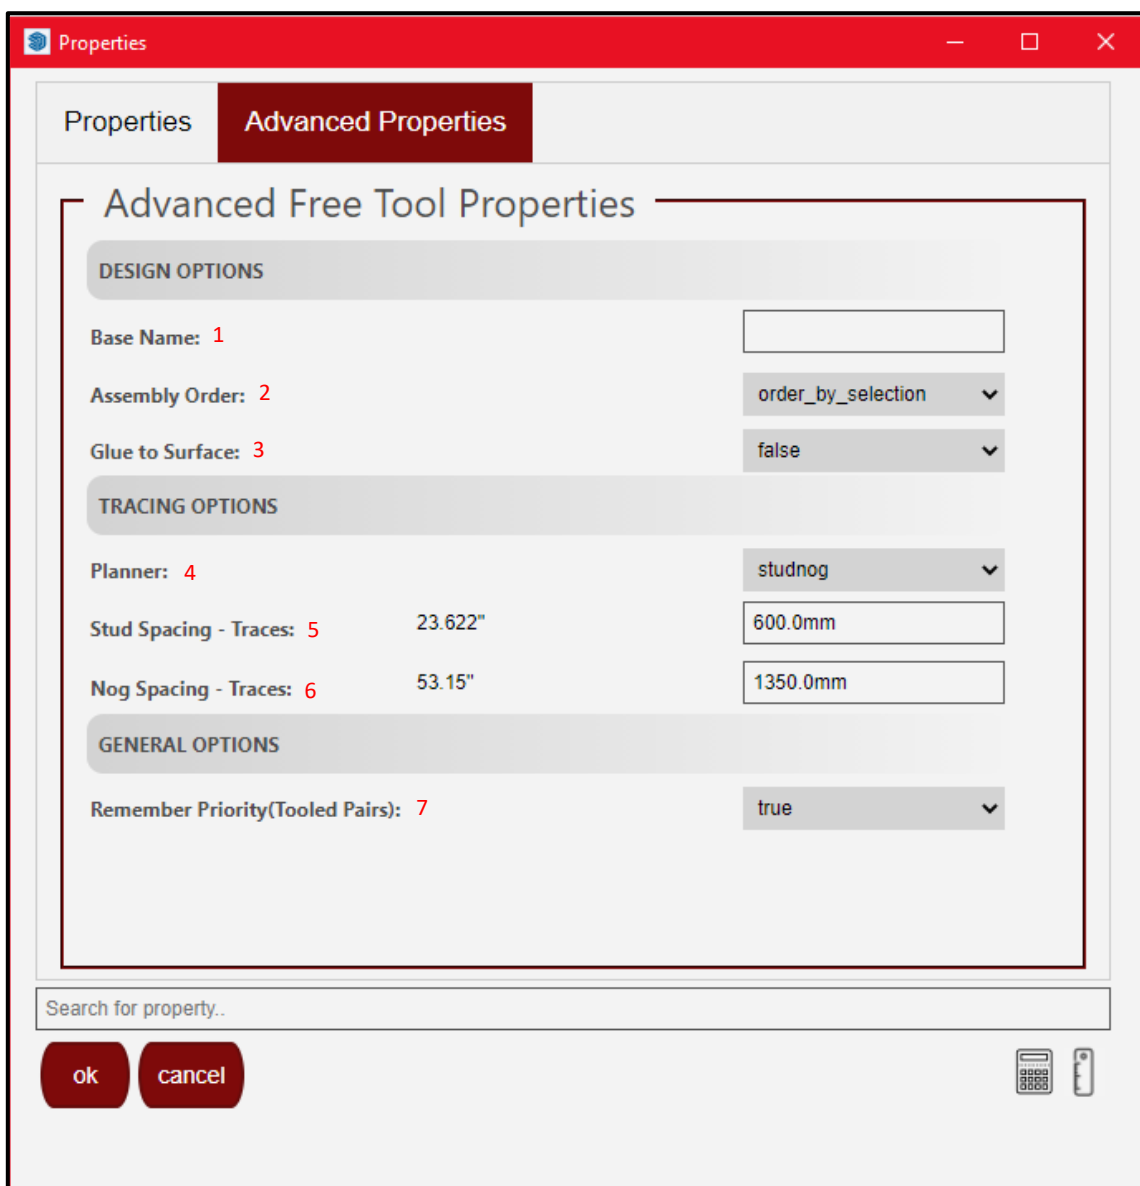 Properties
Properties Advanced Properties
Advanced Free Tool Properties
DESIGN OPTIONS
Base Name: 1
Assembly Order: 2 order_by_selection
Glue to Surface: 3 false
TRACING OPTIONS
Planner: 4 studnog
Stud Spacing - Traces: 5 23.622" 600.0mm
Nog Spacing - Traces: 6 53.15" 1350.0mm
GENERAL OPTIONS
Remember Priority(Tooled Pairs): 7 true
Search for property..
ok cancel